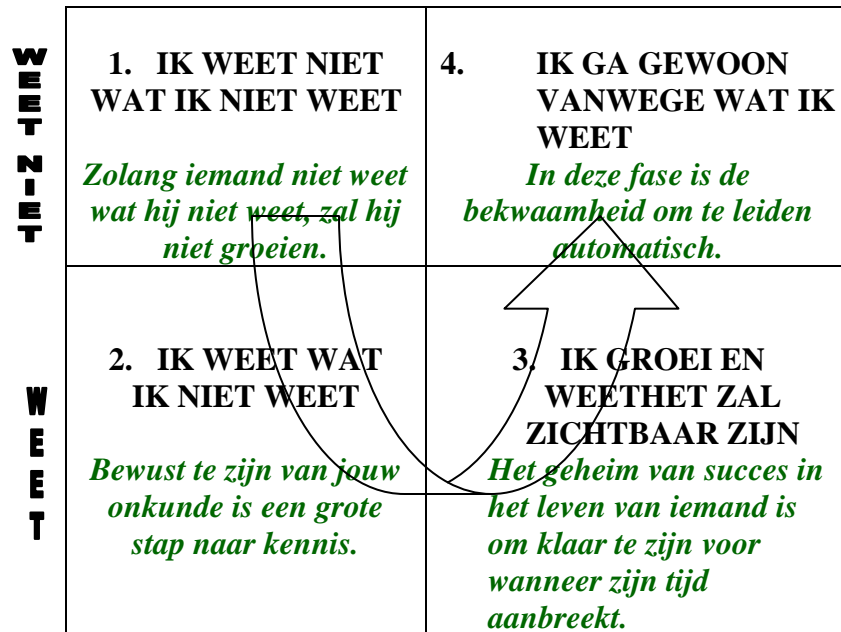 WEET NIET
1. IK WEET NIET
WAT IK NIET WEET
Zolang iemand niet weet
wat hij niet weet, zal hij
niet groeien.
4. IK GA GEWOON
VANWEGE WAT IK
WEET
In deze fase is de
bekwaamheid om te leiden
automatisch.
WEET
2. IK WEET WAT
IK NIET WEET
Bewust te zijn van jouw
onkunde is een grote
stap naar kennis.
3. IK GROEI EN
WEETHET ZAL
ZICHTBAAR ZIJN
Het geheim van succes in
het leven van iemand is
om klaar te zijn voor
wanneer zijn tijd
aanbreekt.